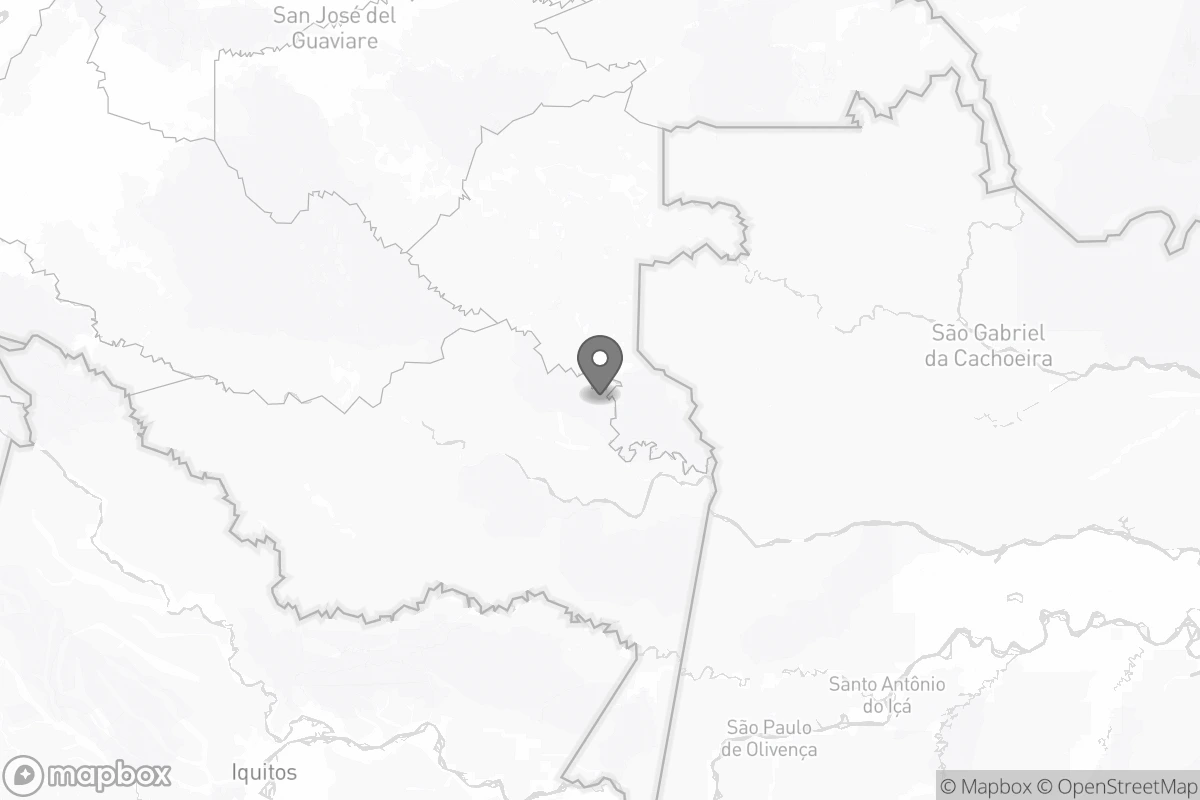 San José del
Guaviare
São Gabriel
da Cachoeira
Santo Antônio
do Içá
São Paulo
de Olivença
Iquitos
mapbox
© Mapbox © OpenStreetMap